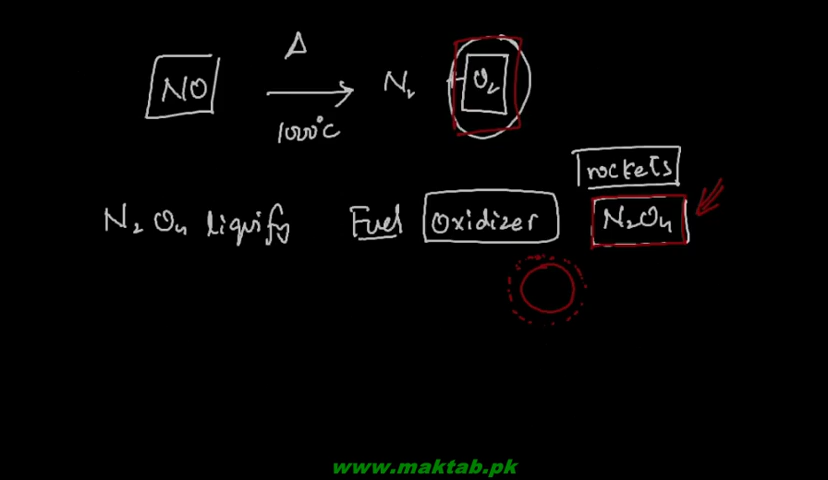 Δ
NO → N₂ + O₂
1000°C
rockets
N₂O₄ liquify Fuel Oxidizer N₂O₄
www.maktab.pk